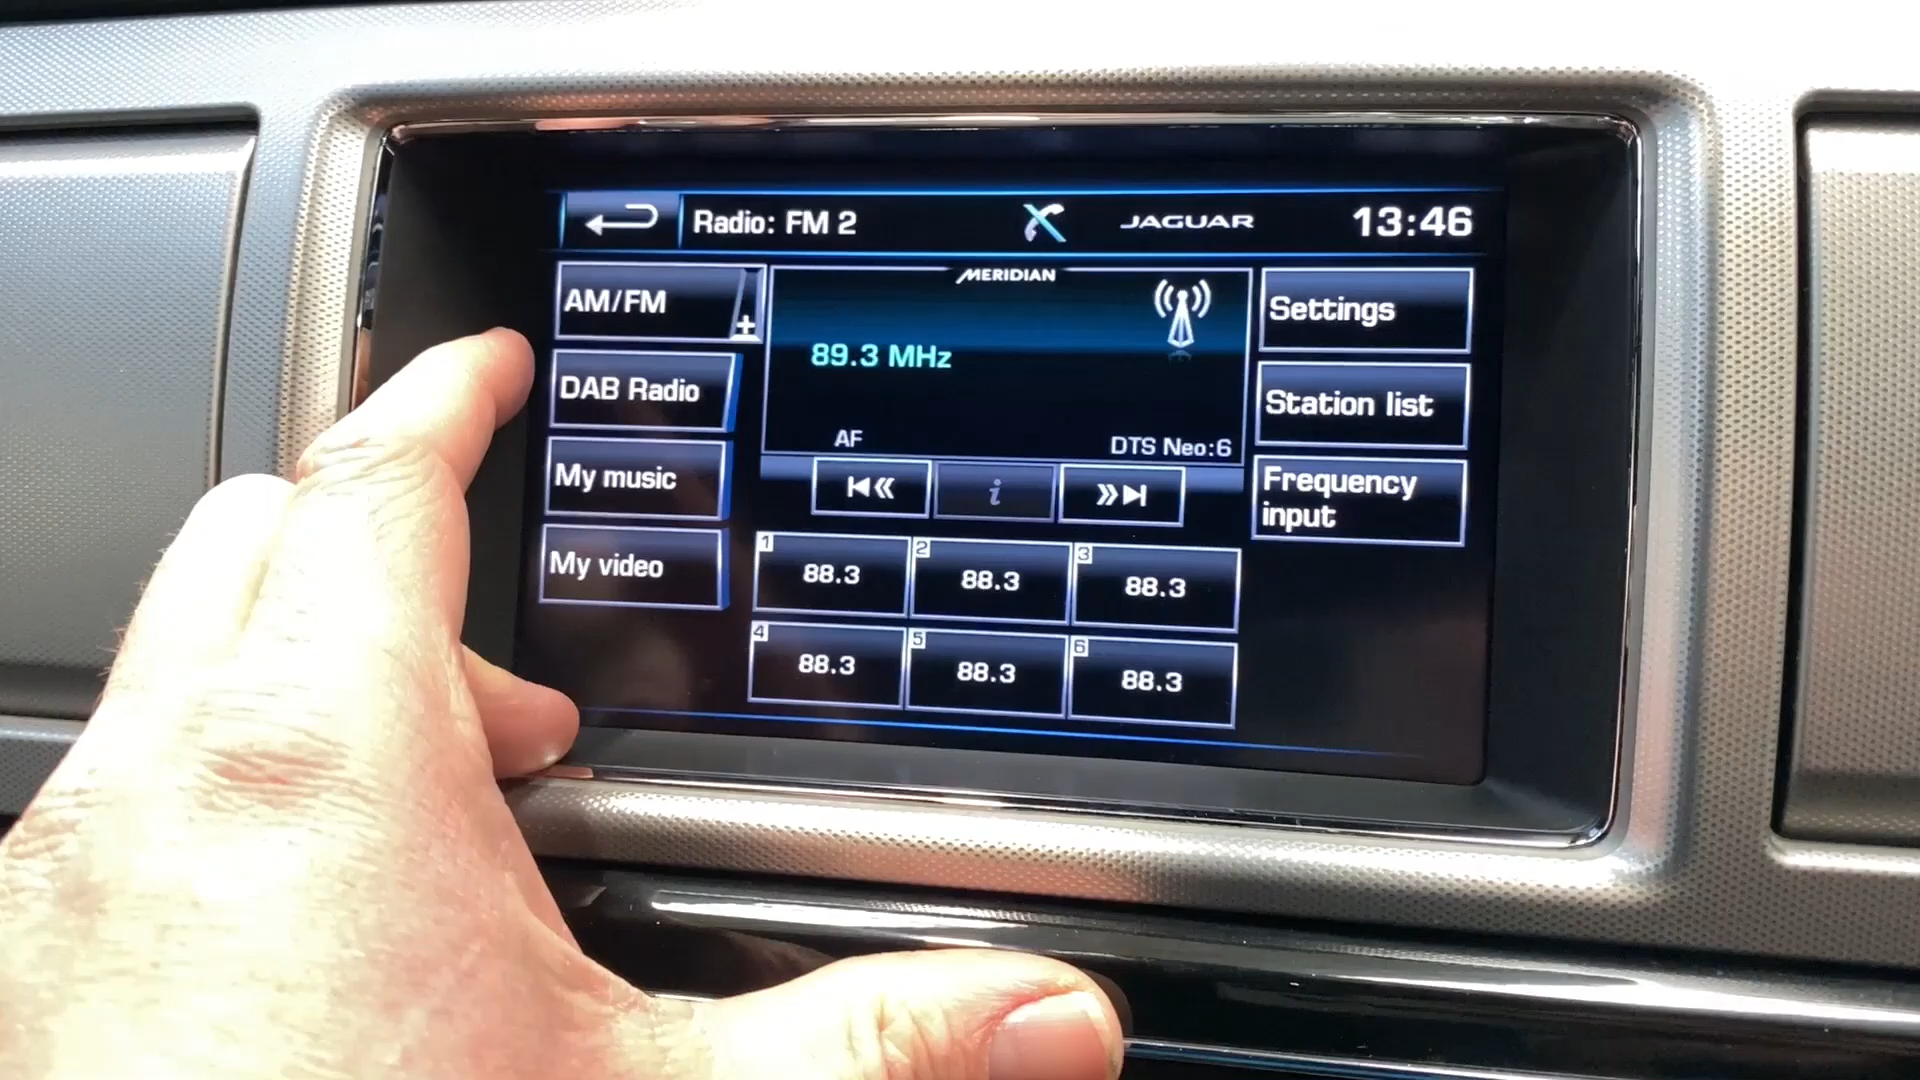 Radio: FM 2
JAGUAR
13:46
AM/FM
+
DAB Radio
My music
My video
MERIDIAN
89.3 MHz
AF
DTS Neo:6
i
1
88.3
2
88.3
3
88.3
4
88.3
5
88.3
6
88.3
Settings
Station list
Frequency
input